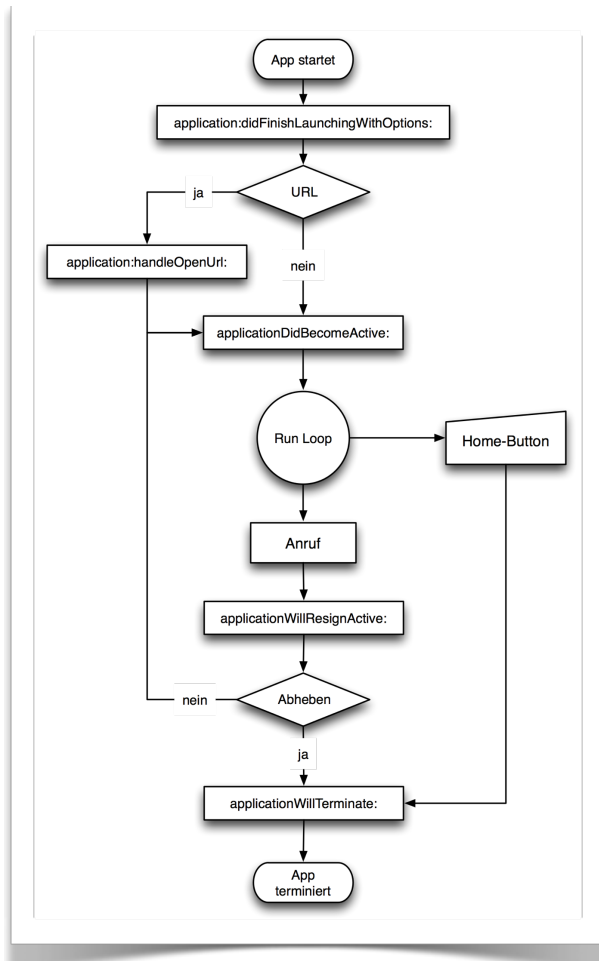 App startet
application:didFinishLaunchingWithOptions:
URL
ja
application:handleOpenUrl:
nein
applicationDidBecomeActive:
Run Loop
Home-Button
Anruf
applicationWillResignActive:
Abheben
nein
ja
applicationWillTerminate:
App
terminiert